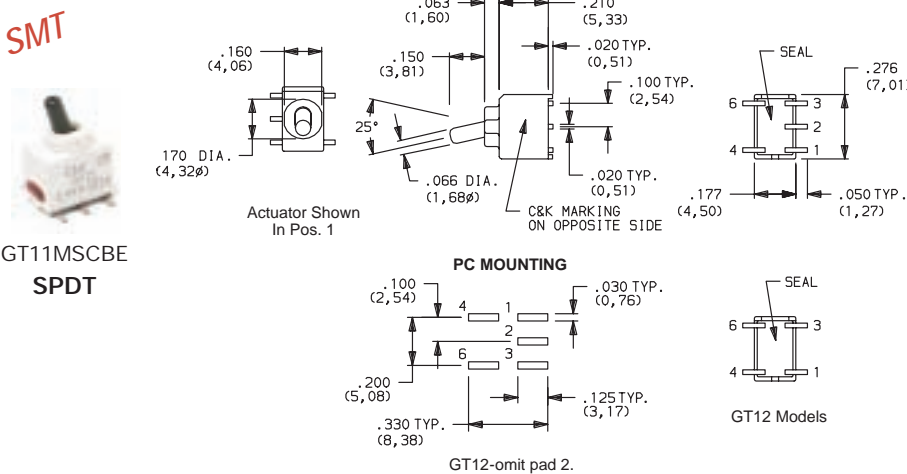 SMT
.063
(1,60)
.210
(5,33)
.160
(4,06)
.150
(3,81)
.020 TYP.
(0,51)
.100 TYP.
(2,54)
SEAL
.276
(7,01)
6
3
2
4
1
25°
170 DIA.
(4,32ø)
.066 DIA.
(1,68ø)
.020 TYP.
(0,51)
.177
(4,50)
.050 TYP.
(1,27)
C&K MARKING
ON OPPOSITE SIDE
Actuator Shown
In Pos. 1
GT11MSCBE
SPDT
PC MOUNTING
.100
(2,54)
.030 TYP.
(0,76)
4
1
2
6
3
.200
(5,08)
.125 TYP.
(3,17)
.330 TYP.
(8,38)
GT12-omit pad 2.
SEAL
6
3
4
1
GT12 Models